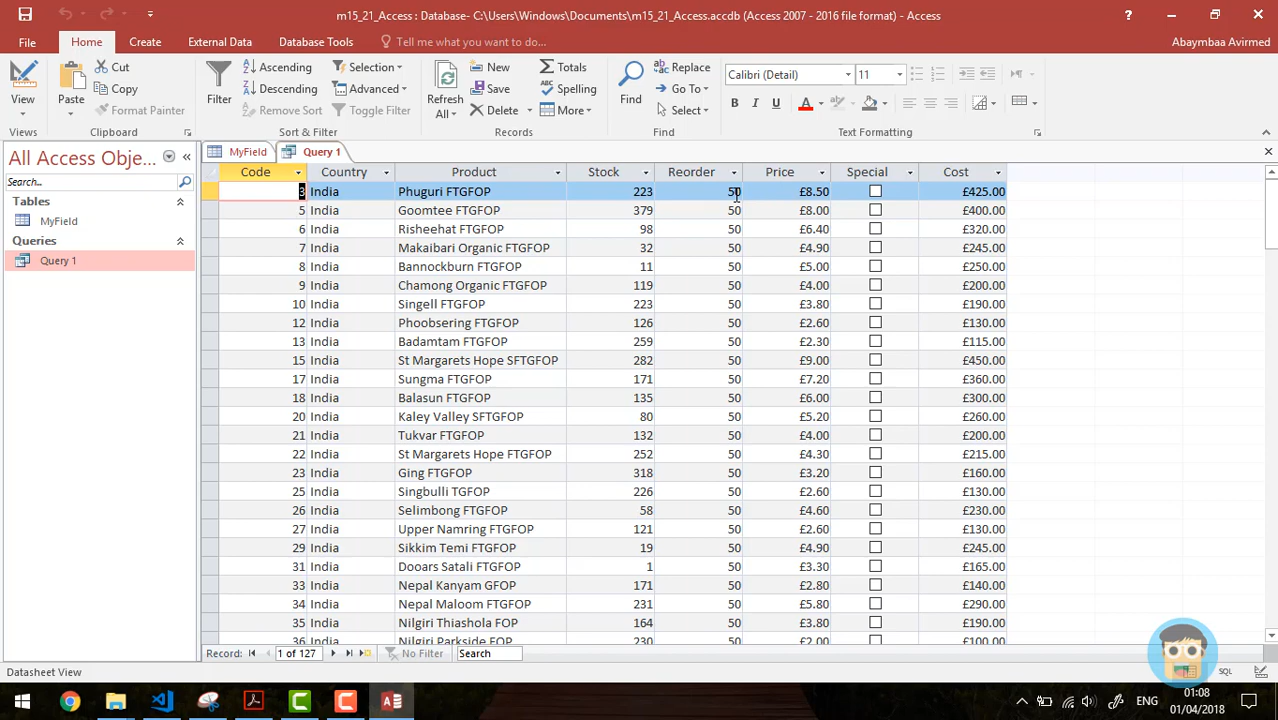 m15_21_Access : Database- C:\Users\Windows\Documents\m15_21_Access.accdb (Access 2007 - 2016 file format) - Access
File Home Create External Data Database Tools Tell me what you want to do... Abaymbaa Avirmed
View
Views
Paste
Cut
Copy
Format Painter
Clipboard
Filter
Ascending
Descending
Remove Sort
Selection
Advanced
Toggle Filter
Sort & Filter
Refresh
All
New
Save
Delete
Totals
Spelling
More
Records
Find
Replace
Go To
Select
Find
Calibri (Detail) 11
B I U A ab
Text Formatting
All Access Obje...
Search...
Tables
MyField
Queries
Query 1
MyField Query 1
Code Country Product Stock Reorder Price Special Cost
3 India Phuguri FTGFOP 223 50 £8.50 £425.00
5 India Goomtee FTGFOP 379 50 £8.00 £400.00
6 India Risheehat FTGFOP 98 50 £6.40 £320.00
7 India Makaibari Organic FTGFOP 32 50 £4.90 £245.00
8 India Bannockburn FTGFOP 11 50 £5.00 £250.00
9 India Chamong Organic FTGFOP 119 50 £4.00 £200.00
10 India Singell FTGFOP 223 50 £3.80 £190.00
12 India Phoobsering FTGFOP 126 50 £2.60 £130.00
13 India Badamtam FTGFOP 259 50 £2.30 £115.00
15 India St Margarets Hope SFTGFOP 282 50 £9.00 £450.00
17 India Sungma FTGFOP 171 50 £7.20 £360.00
18 India Balasun FTGFOP 135 50 £6.00 £300.00
20 India Kaley Valley SFTGFOP 80 50 £5.20 £260.00
21 India Tukvar FTGFOP 132 50 £4.00 £200.00
22 India St Margarets Hope FTGFOP 252 50 £4.30 £215.00
23 India Ging FTGFOP 318 50 £3.20 £160.00
25 India Singbulli TGFOP 226 50 £2.60 £130.00
26 India Selimbong FTGFOP 58 50 £4.60 £230.00
27 India Upper Namring FTGFOP 121 50 £2.60 £130.00
29 India Sikkim Temi FTGFOP 19 50 £4.90 £245.00
31 India Dooars Satali FTGFOP 1 50 £3.30 £165.00
33 India Nepal Kanyam GFOP 171 50 £2.80 £140.00
34 India Nepal Maloom FTGFOP 231 50 £5.80 £290.00
35 India Nilgiri Thiashola FOP 164 50 £3.80 £190.00
36 India Nilgiri Parkside FOP 230 50 £2.00 £100.00
Record: 1 of 127 No Filter Search
Datasheet View SQL
ENG 01:08
01/04/2018